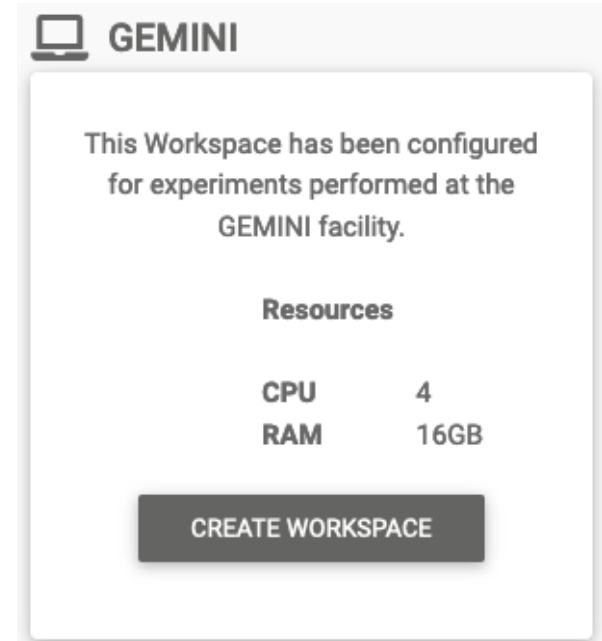 GEMINI
This Workspace has been configured
for experiments performed at the
GEMINI facility.
Resources
CPU 4
RAM 16GB
CREATE WORKSPACE